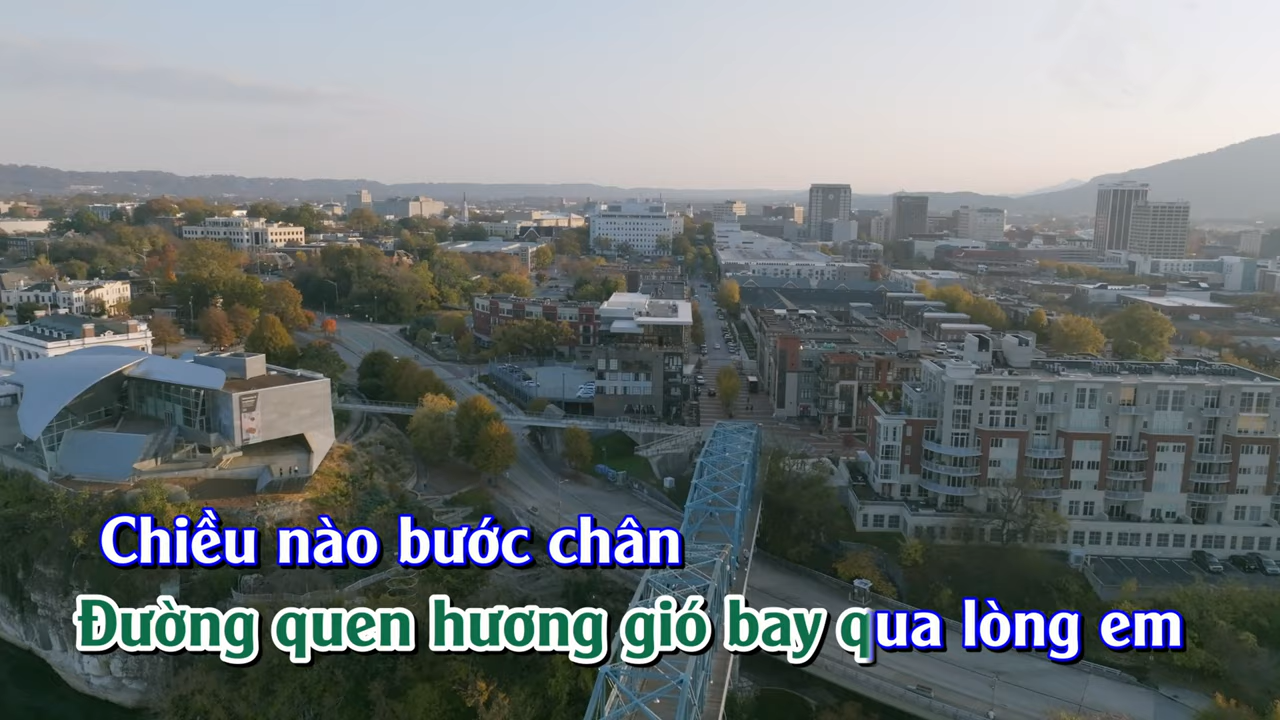 Chiều nào bước chân
Đường quen hương gió bay qua lòng em